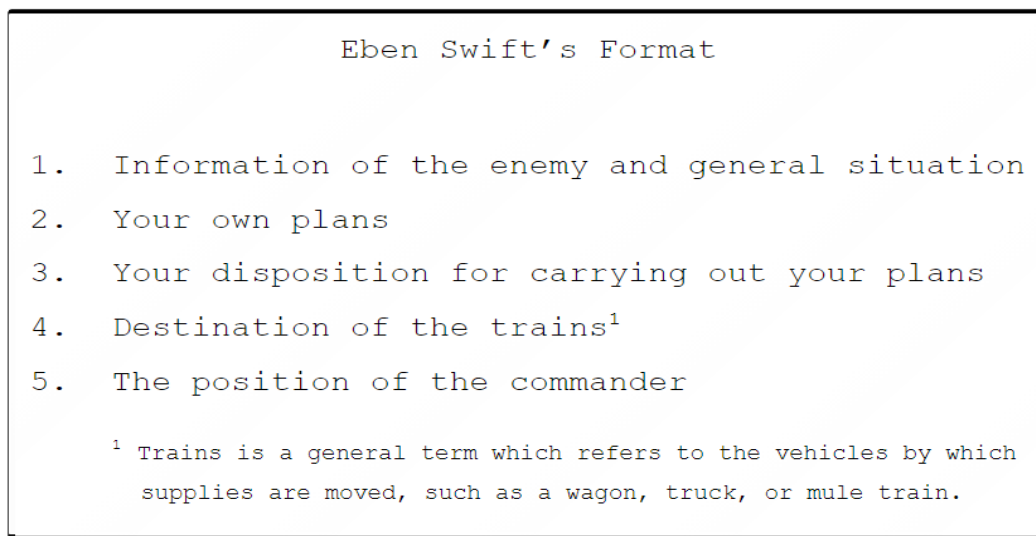 Eben Swift's Format
1. Information of the enemy and general situation
2. Your own plans
3. Your disposition for carrying out your plans
4. Destination of the trains¹
5. The position of the commander
¹ Trains is a general term which refers to the vehicles by which
supplies are moved, such as a wagon, truck, or mule train.